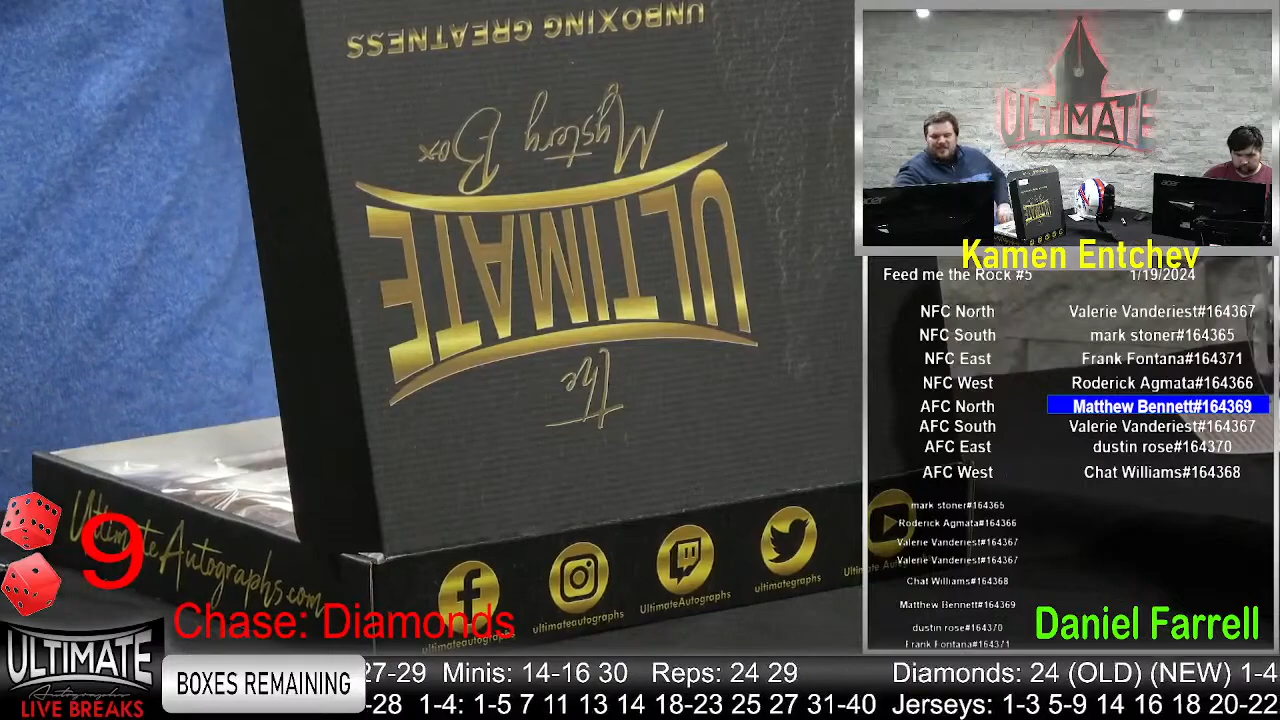 UNBOXING GREATNESS
Mystery Box
ULTIMATE
The
UltimateAutographs.com
ultimateautographs
ultimateautographs
UltimateAutographs
ultimategraphs
ULTIMATE
acer
acer
ULTIMATE
Kamen Entchev
Feed me the Rock #5 1/19/2024
NFC North Valerie Vanderiest#164367
NFC South mark stoner#164365
NFC East Frank Fontana#164371
NFC West Roderick Agmata#164366
AFC North Matthew Bennett#164369
AFC South Valerie Vanderiest#164367
AFC East dustin rose#164370
AFC West Chat Williams#164368
mark stoner#164365
Roderick Agmata#164366
Valerie Vanderiest#164367
Valerie Vanderiest#164367
Chat Williams#164368
Matthew Bennett#164369
dustin rose#164370
Frank Fontana#164371
Daniel Farrell
9
Chase: Diamonds
ULTIMATE
Autographs
LIVE BREAKS
BOXES REMAINING
27-29 Minis: 14-16 30 Reps: 24 29 Diamonds: 24 (OLD) (NEW) 1-4
-28 1-4: 1-5 7 11 13 14 18-23 25 27 31-40 Jerseys: 1-3 5-9 14 16 18 20-22